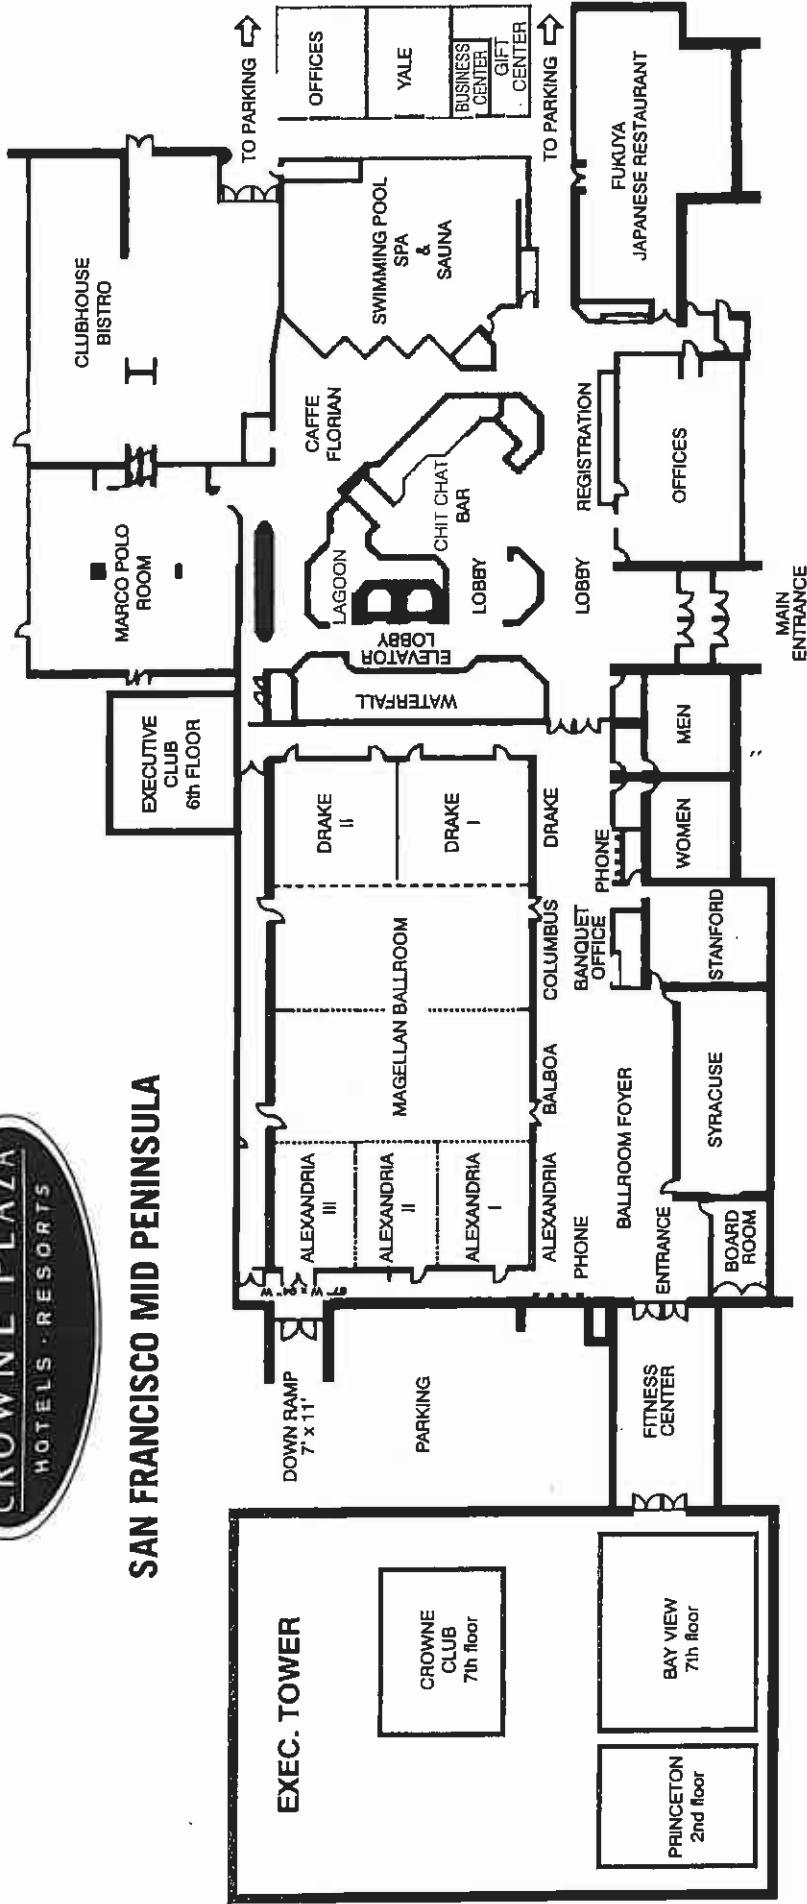 CROWNE PLAZA
HOTELS · RESORTS
SAN FRANCISCO MID PENINSULA
EXEC. TOWER
CROWNE
CLUB
7th floor
PRINCETON
2nd floor
BAY VIEW
7th floor
DOWN RAMP
7' x 11'
PARKING
FITNESS
CENTER
ENTRANCE
BOARD
ROOM
PHONE
BALLROOM FOYER
SYRACUSE
STANFORD
ALEXANDRIA
III
ALEXANDRIA
II
ALEXANDRIA
I
ALEXANDRIA
MAGELLAN BALLROOM
BALBOA
COLUMBUS
BANQUET
OFFICE
PHONE
DRAKE
II
DRAKE
I
DRAKE
WOMEN
MEN
EXECUTIVE
CLUB
6th FLOOR
MARCO POLO
ROOM
CLUBHOUSE
BISTRO
WATERFALL
ELEVATOR
LOBBY
LAGOON
CHIT CHAT
BAR
LOBBY
LOBBY
CAFFE
FLORIAN
REGISTRATION
OFFICES
MAIN
ENTRANCE
SWIMMING POOL
SPA
&
SAUNA
TO PARKING
OFFICES
YALE
BUSINESS
CENTER
GIFT
CENTER
TO PARKING
FUKUYA
JAPANESE RESTAURANT